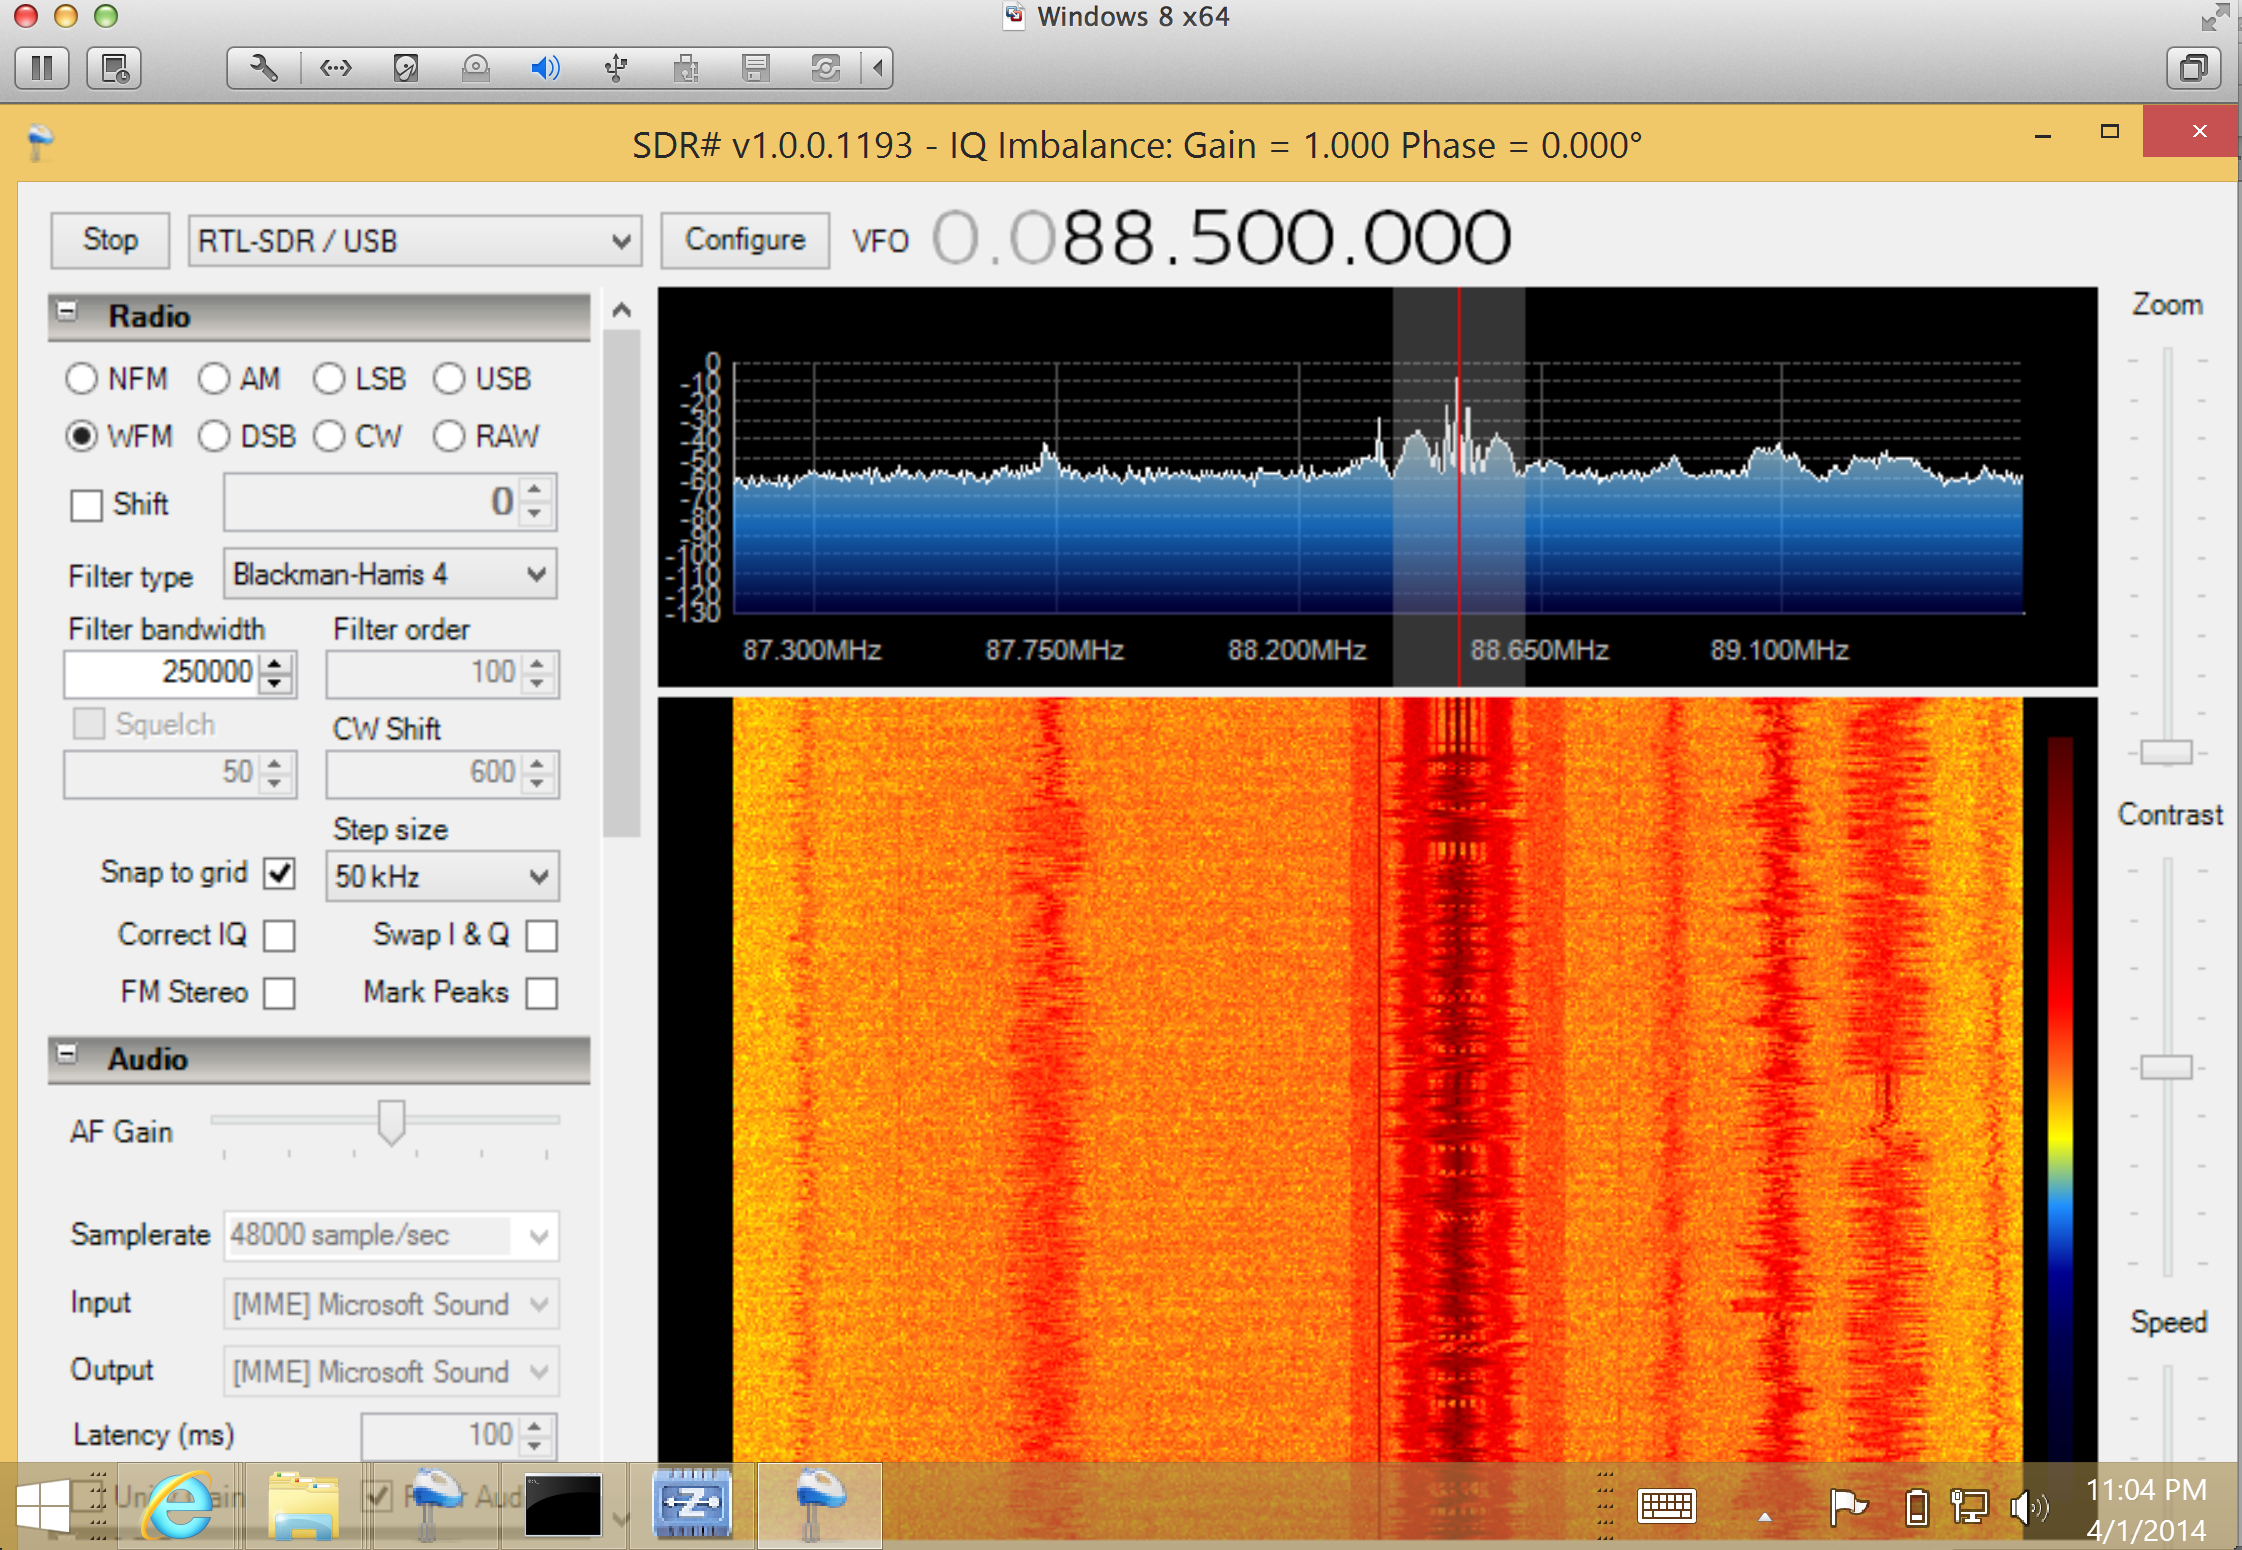 Windows 8 x64
SDR# v1.0.0.1193 - IQ Imbalance: Gain = 1.000 Phase = 0.000°
Stop
RTL-SDR / USB
Configure
VFO
0.088.500.000
Radio
NFM
AM
LSB
USB
WFM
DSB
CW
RAW
Shift
0
Filter type
Blackman-Harris 4
Filter bandwidth
Filter order
250000
100
Squelch
CW Shift
50
600
Step size
Snap to grid
50 kHz
Correct IQ
Swap I & Q
FM Stereo
Mark Peaks
Audio
AF Gain
Samplerate
48000 sample/sec
Input
[MME] Microsoft Sound
Output
[MME] Microsoft Sound
Latency (ms)
100
0
-10
-20
-30
-40
-50
-60
-70
-80
-90
-100
-110
-120
-130
87.300MHz
87.750MHz
88.200MHz
88.650MHz
89.100MHz
Zoom
Contrast
Speed
11:04 PM
4/1/2014